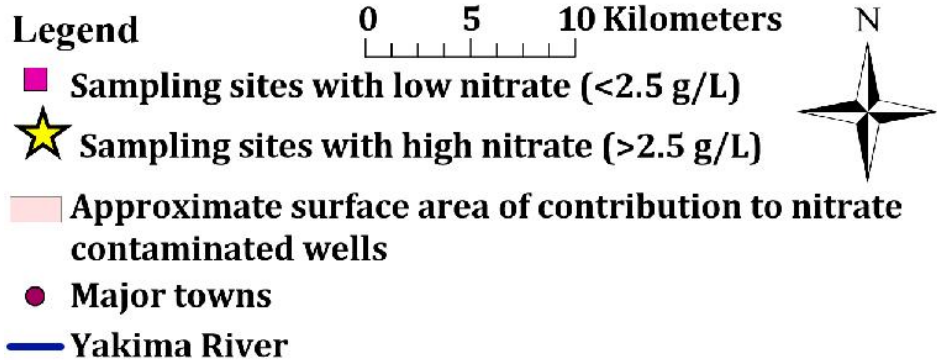 0 5 10 Kilometers
N
Legend
Sampling sites with low nitrate (<2.5 g/L)
Sampling sites with high nitrate (>2.5 g/L)
Approximate surface area of contribution to nitrate
contaminated wells
Major towns
Yakima River